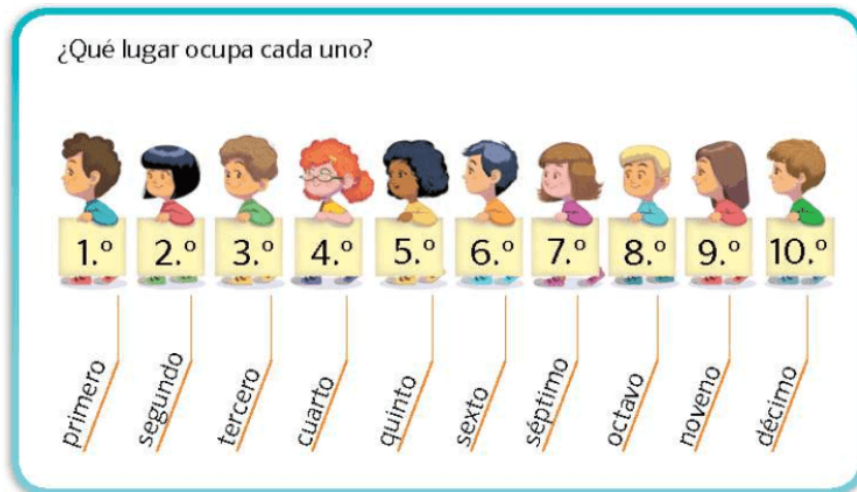 ¿Qué lugar ocupa cada uno?
1.º 2.º 3.º 4.º 5.º 6.º 7.º 8.º 9.º 10.º
primero segundo tercero cuarto quinto sexto séptimo octavo noveno décimo